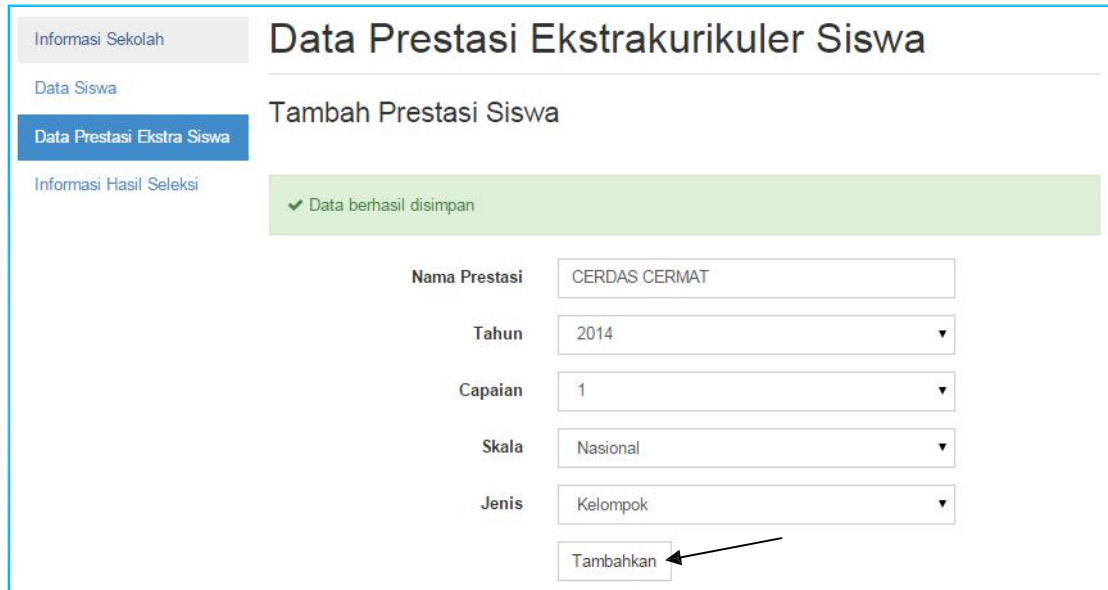 Informasi Sekolah
Data Siswa
Data Prestasi Ekstra Siswa
Informasi Hasil Seleksi
Data Prestasi Ekstrakurikuler Siswa
Tambah Prestasi Siswa
Data berhasil disimpan
Nama Prestasi CERDAS CERMAT
Tahun 2014
Capaian 1
Skala Nasional
Jenis Kelompok
Tambahkan